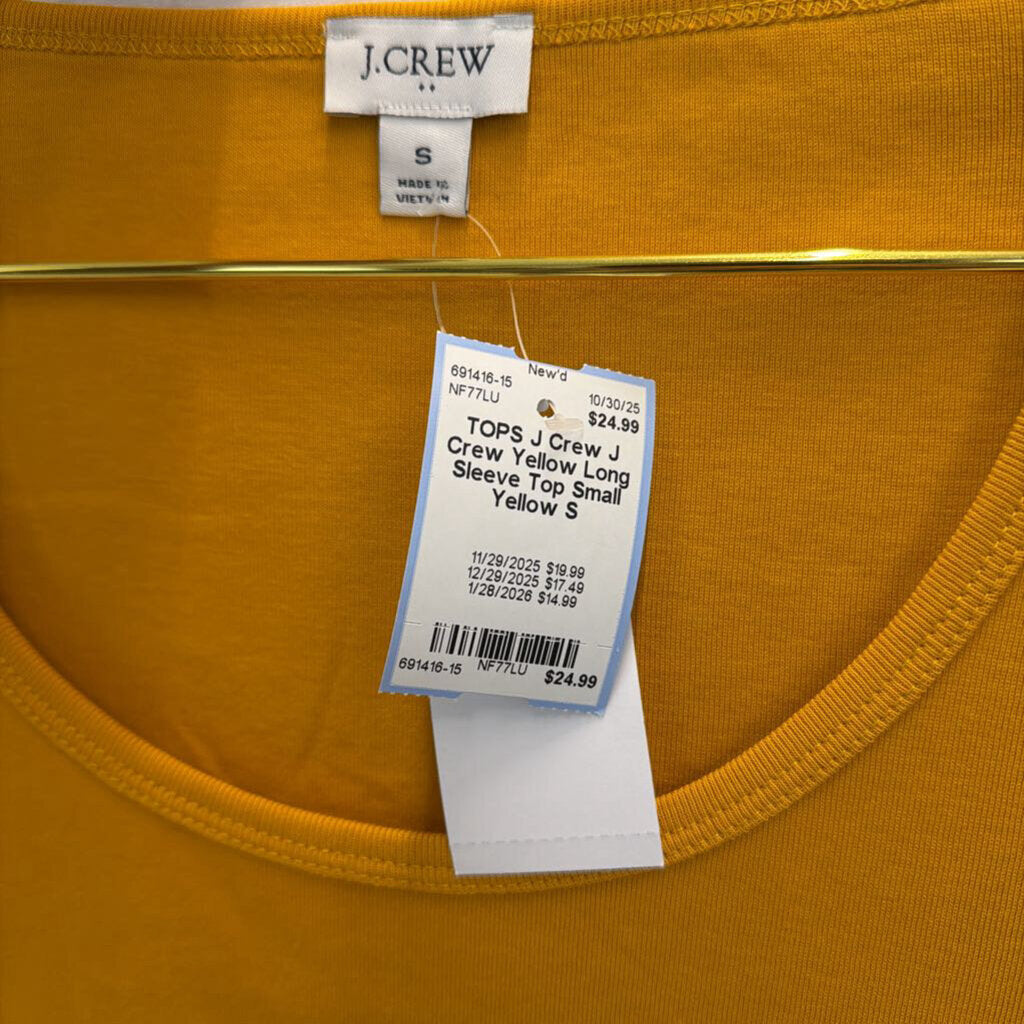 J.CREW
S
MADE IN
VIETNAM
New'd
691416-15
NF77LU
10/30/25
$24.99
TOPS J Crew J
Crew Yellow Long
Sleeve Top Small
Yellow S
11/29/2025 $19.99
12/29/2025 $17.49
1/28/2026 $14.99
691416-15 NF77LU $24.99